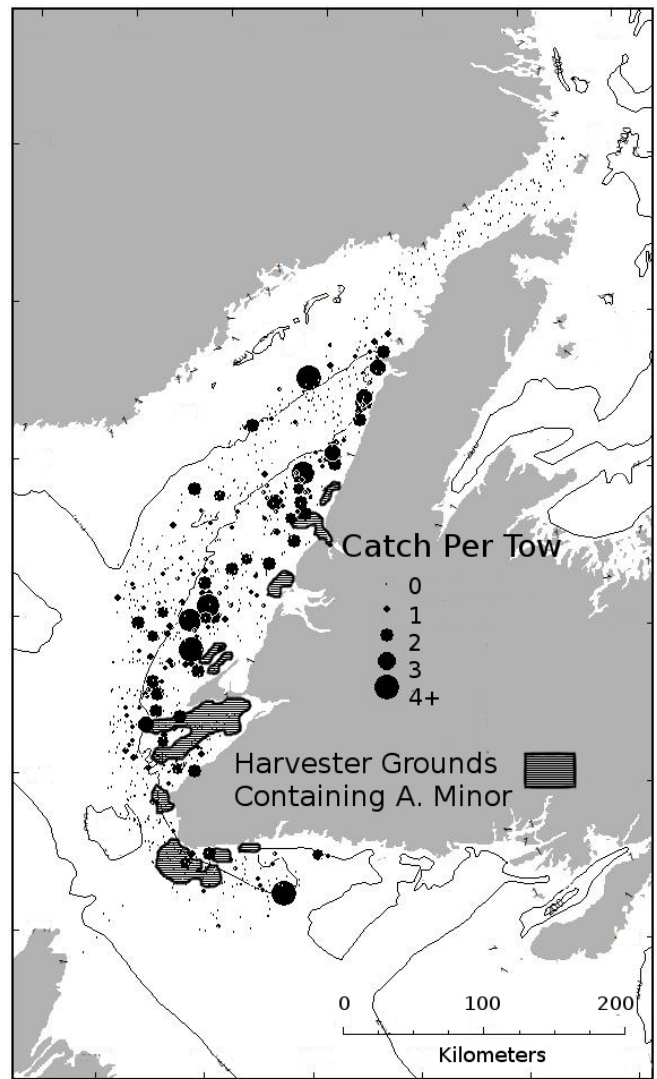 Catch Per Tow
0
1
2
3
4+
Harvester Grounds
Containing A. Minor
0 100 200
Kilometers